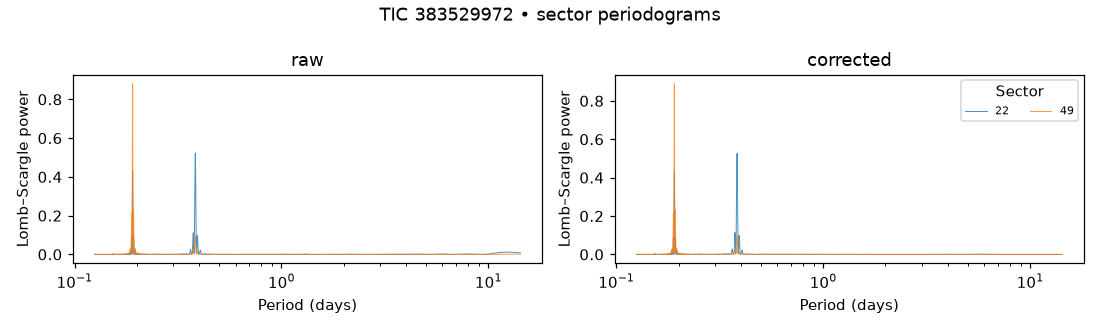 TIC 383529972 • sector periodograms
raw
corrected
Lomb–Scargle power
0.8
0.6
0.4
0.2
0.0
10⁻¹
10⁰
10¹
Period (days)
Lomb–Scargle power
0.8
0.6
0.4
0.2
0.0
10⁻¹
10⁰
10¹
Period (days)
Sector
22 49